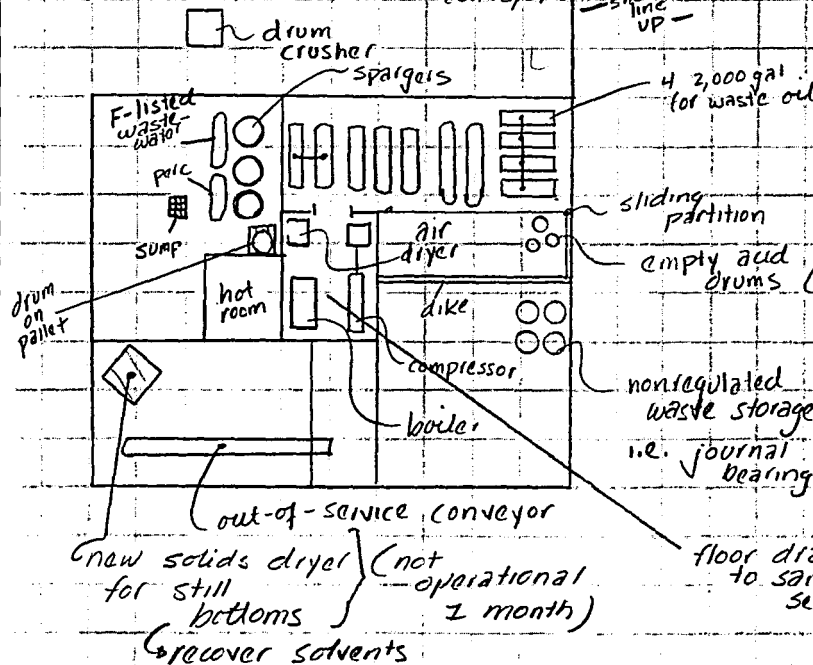 line
UP —
drum
crusher
spargers
F-listed
waste-
water
perc
sump
drum
on
pallet
hot
room
air
dryer
dike
compressor
boiler
4 2,000 gal
for waste oil
sliding
partition
empty acid
drums (
nonregulated
waste storage
i.e. journal
bearing
out-of-service conveyor
new solids dryer
for still
bottoms
recover solvents
(not
operational
1 month)
floor
to